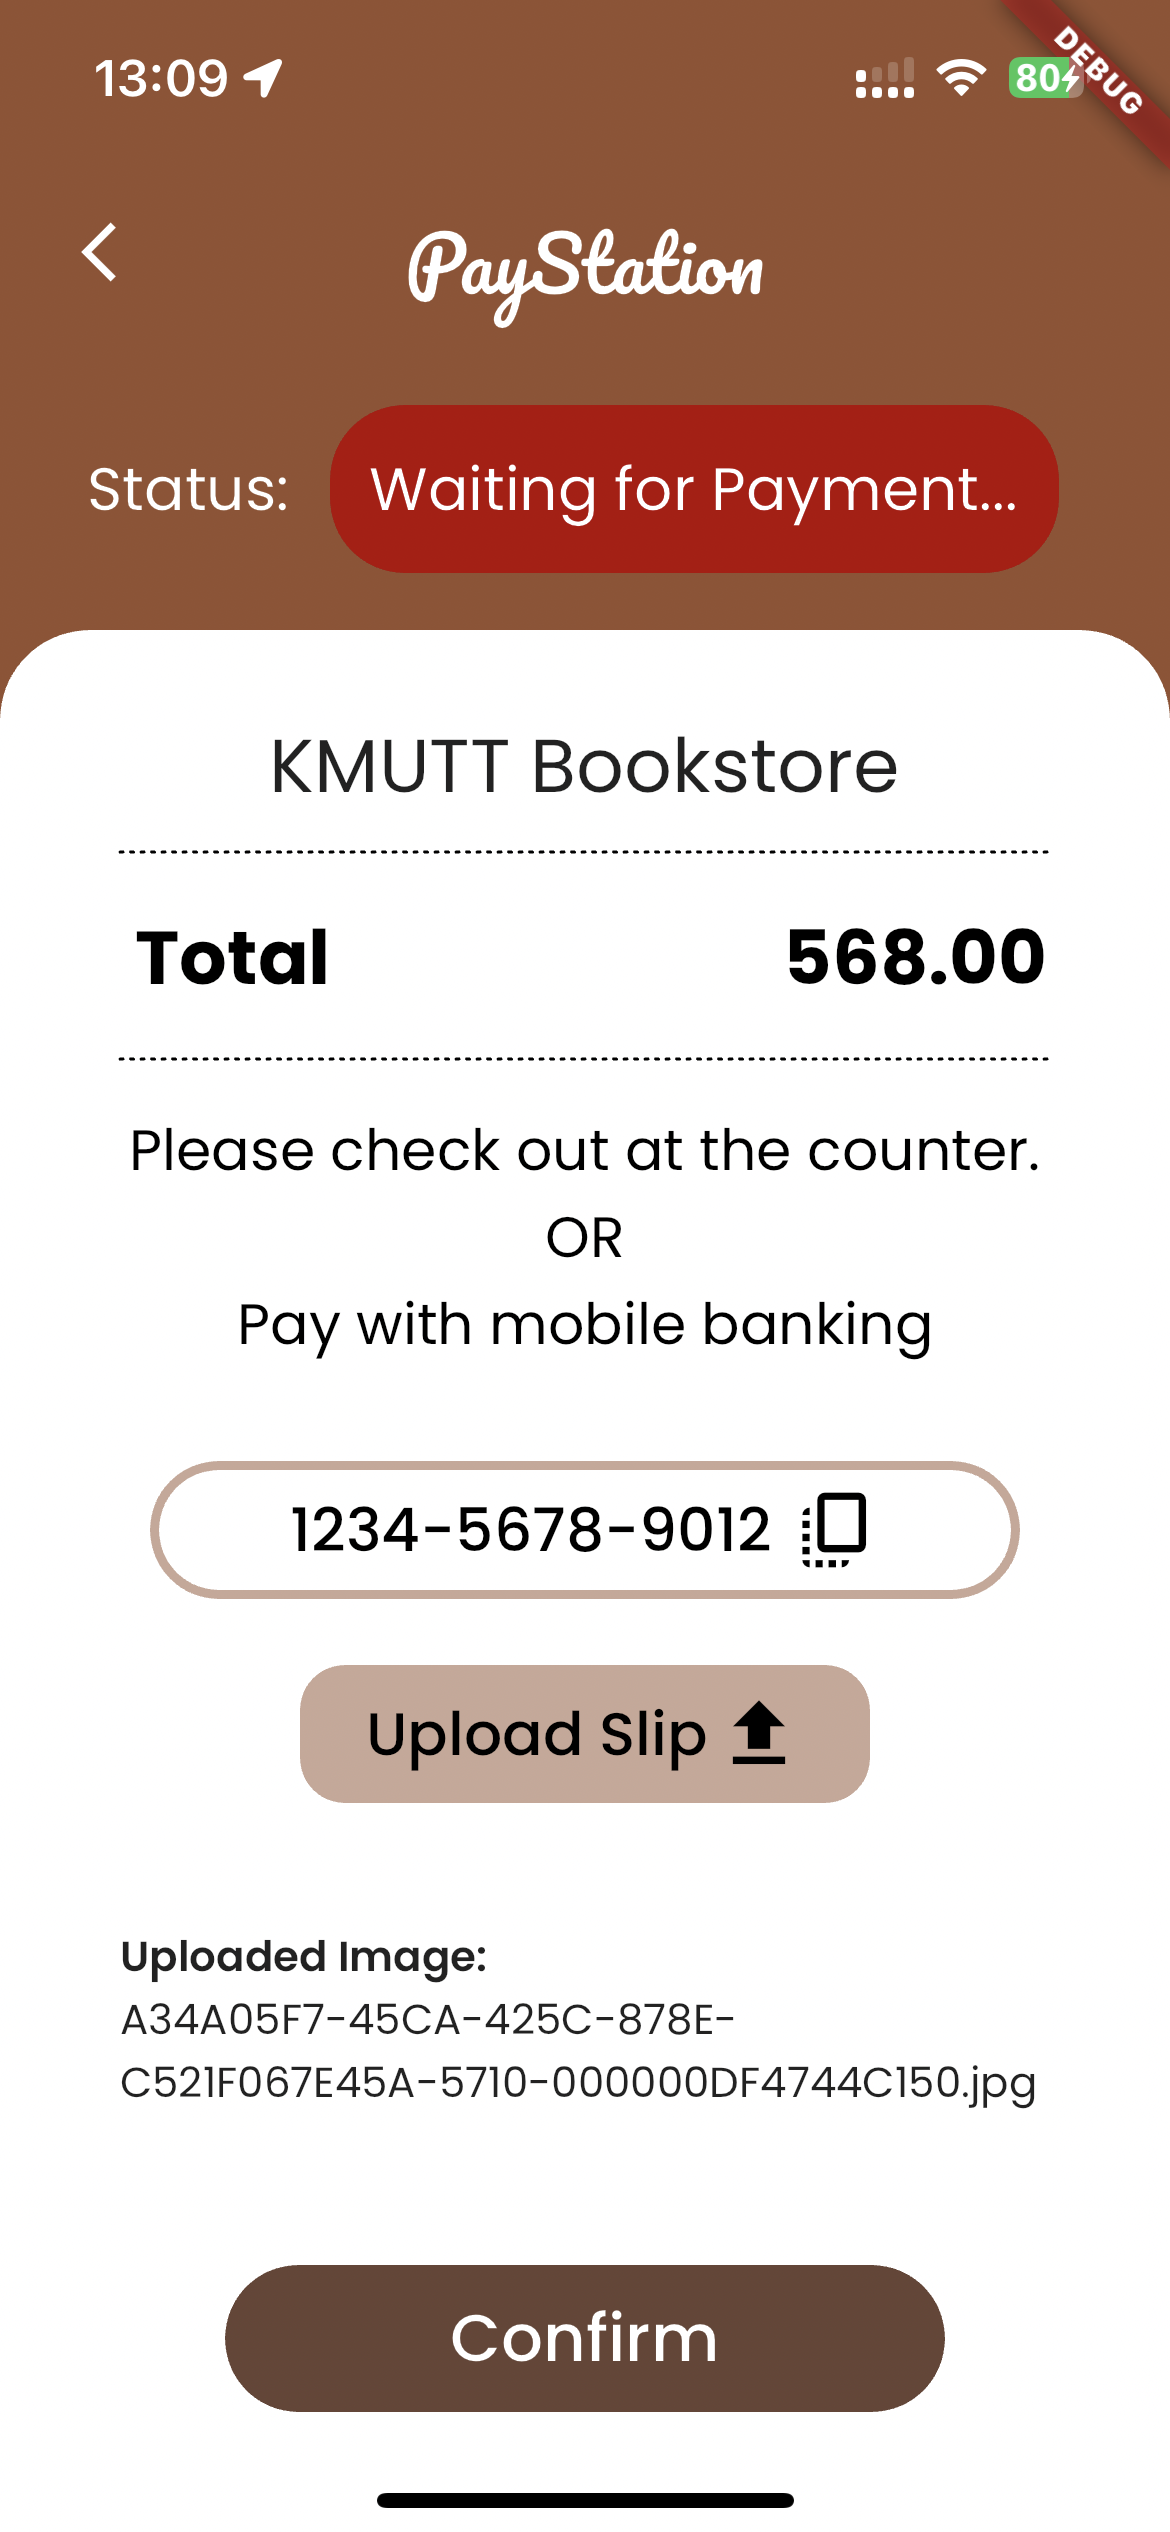 13:09
80
DEBUG
PayStation
Status:
Waiting for Payment...
KMUTT Bookstore
Total 568.00
Please check out at the counter.
OR
Pay with mobile banking
1234-5678-9012
Upload Slip
Uploaded Image:
A34A05F7-45CA-425C-878E-
C521F067E45A-5710-000000DF4744C150.jpg
Confirm